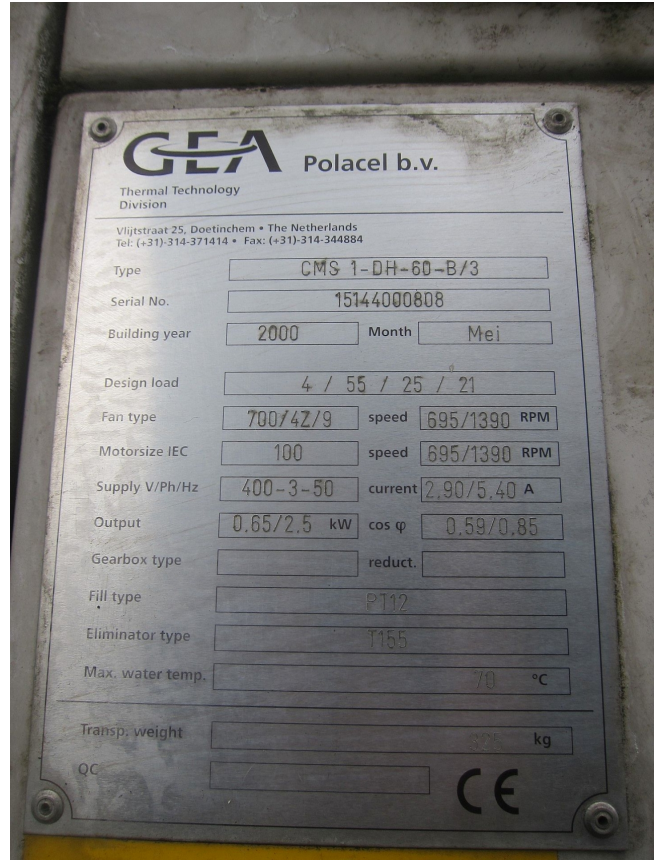 GEA Polacel b.v.
Thermal Technology
Division
Vlijtstraat 25, Doetinchem • The Netherlands
Tel: (+31)-314-371414 • Fax: (+31)-314-344884
Type CMS 1-DH-60-B/3
Serial No. 15144000808
Building year 2000 Month Mei
Design load 4 / 55 / 25 / 21
Fan type 700/4Z/9 speed 695/1390 RPM
Motorsize IEC 100 speed 695/1390 RPM
Supply V/Ph/Hz 400-3-50 current 2,90/5,40 A
Output 0.65/2,5 kW cos φ 0.59/0.85
Gearbox type reduct.
Fill type PT12
Eliminator type T155
Max. water temp. 70 °C
Transp. weight kg
QC CE